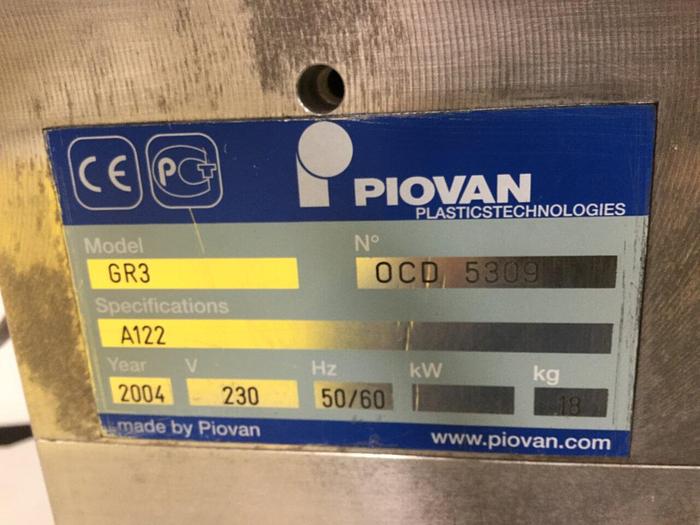 CE PCT PIOVAN
PLASTICSTECHNOLOGIES
Model N°
GR3 OCD 5309
Specifications
A122
Year V Hz kW kg
2004 230 50/60 18
made by Piovan www.piovan.com